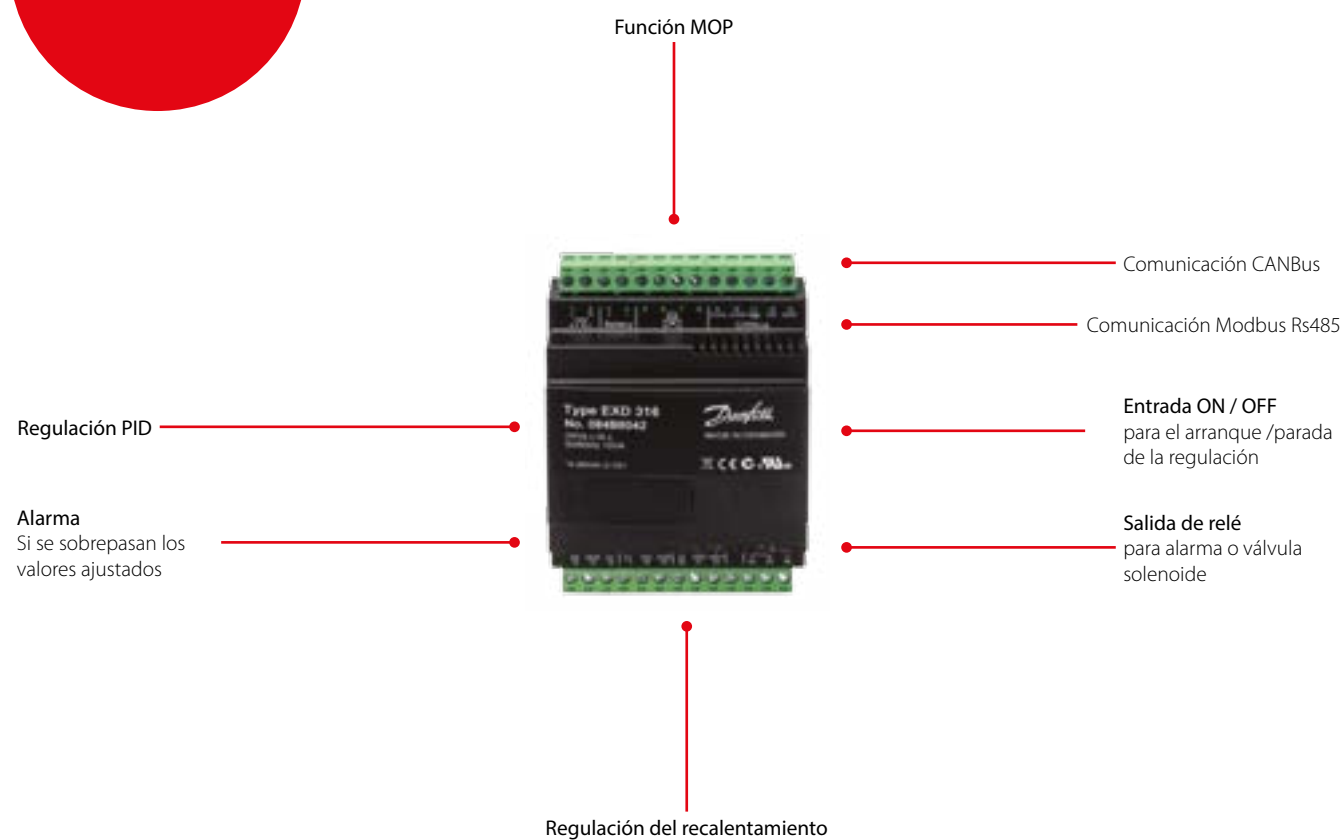 Función MOP
Comunicación CANBus
Comunicación Modbus Rs485
Type EXD 316
No. 084B8042
Danfoss
Regulación PID
Entrada ON / OFF
para el arranque /parada
de la regulación
Alarma
Si se sobrepasan los
valores ajustados
Salida de relé
para alarma o válvula
solenoide
Regulación del recalentamiento